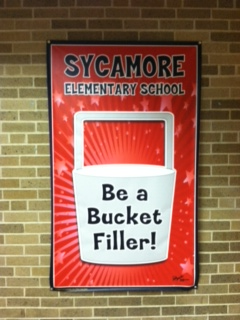 SYCAMORE
ELEMENTARY SCHOOL
Be a
Bucket
Filler!